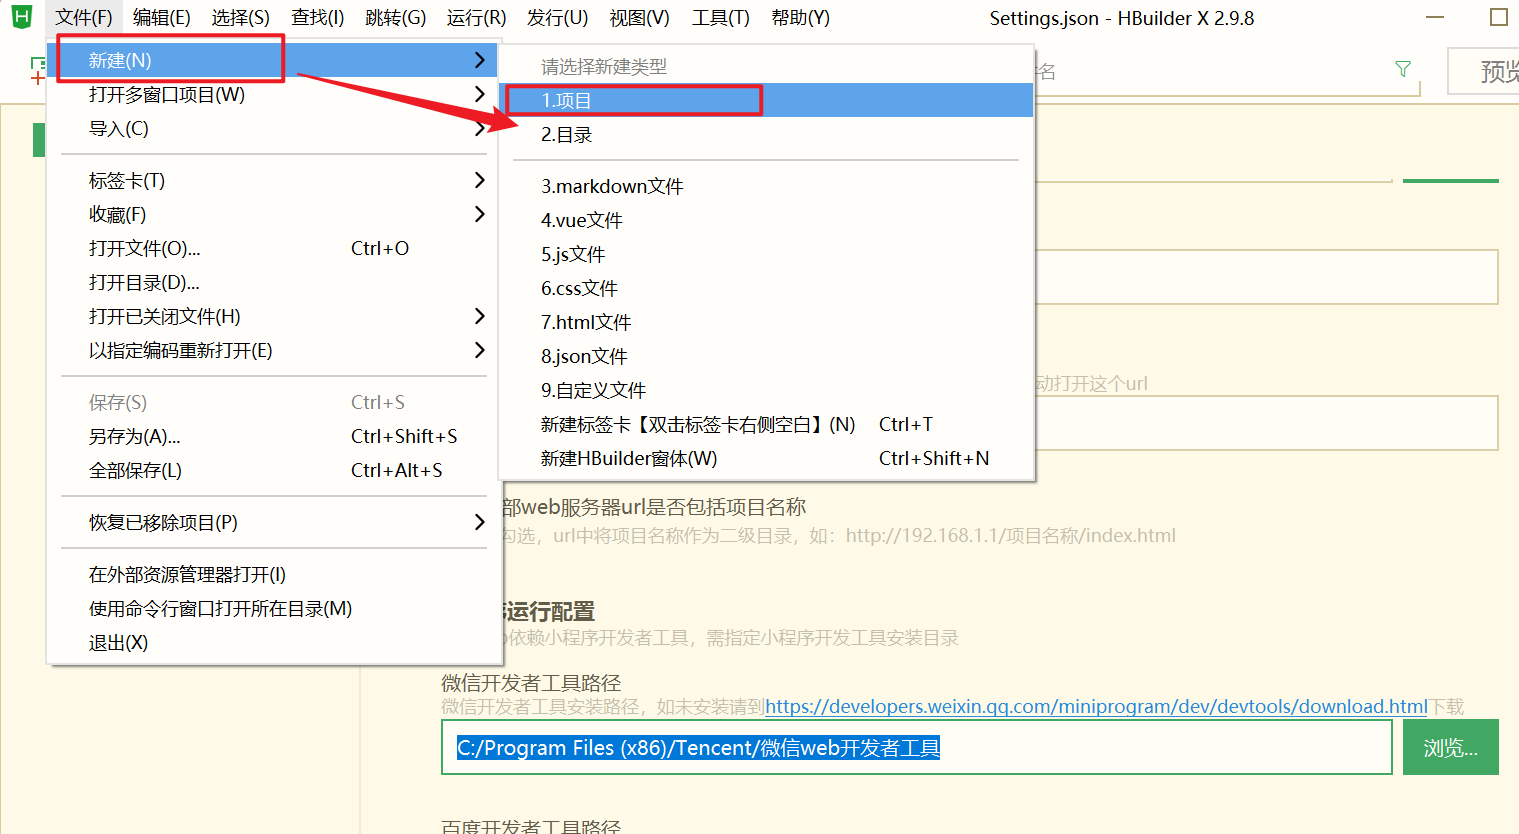 文件(F) 编辑(E) 选择(S) 查找(I) 跳转(G) 运行(R) 发行(U) 视图(V) 工具(T) 帮助(Y) Settings.json - HBuilder X 2.9.8
新建(N)
打开多窗口项目(W)
导入(C)
标签卡(T)
收藏(F)
打开文件(O)... Ctrl+O
打开目录(D)...
打开已关闭文件(H)
以指定编码重新打开(E)
保存(S) Ctrl+S
另存为(A)... Ctrl+Shift+S
全部保存(L) Ctrl+Alt+S
恢复已移除项目(P)
在外部资源管理器打开(I)
使用命令行窗口打开所在目录(M)
退出(X)
请选择新建类型
1.项目
2.目录
3.markdown文件
4.vue文件
5.js文件
6.css文件
7.html文件
8.json文件
9.自定义文件
新建标签卡【双击标签卡右侧空白】(N) Ctrl+T
新建HBuilder窗体(W) Ctrl+Shift+N
名
预览
动打开这个url
部web服务器url是否包括项目名称
勾选，url中将项目名称作为二级目录，如：http://192.168.1.1/项目名称/index.html
运行配置
依赖小程序开发者工具，需指定小程序开发工具安装目录
微信开发者工具路径
微信开发者工具安装路径，如未安装请到https://developers.weixin.qq.com/miniprogram/dev/devtools/download.html下载
C:/Program Files (x86)/Tencent/微信web开发者工具
浏览...
百度开发者工具路径